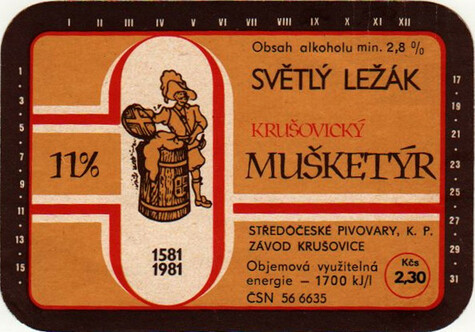 I II III IV V VI VII VIII IX X XI XII
1
3
5
7
9
11
13
15
17
19
21
23
25
27
29
31
Obsah alkoholu min. 2,8 %
SVĚTLÝ LEŽÁK
KRUŠOVICKÝ
11% MUŠKETÝR
1581
1981
STŘEDOČESKÉ PIVOVARY, K. P.
ZÁVOD KRUŠOVICE
Objemová využitelná
energie – 1700 kJ/l
ČSN 56 6635
Kčs
2,30